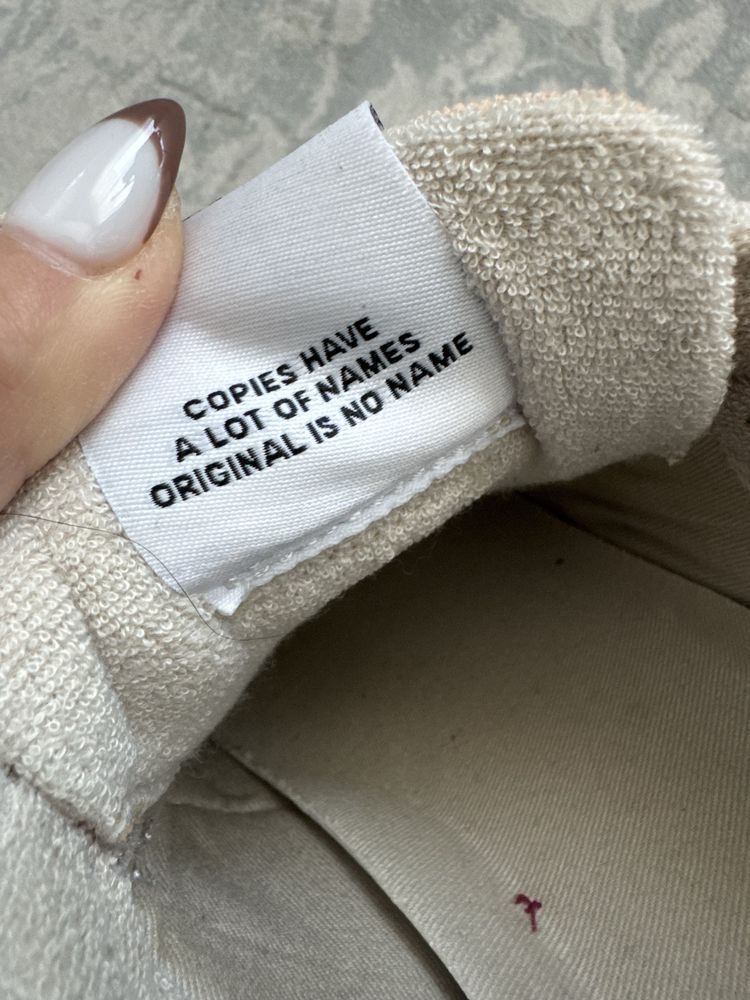 COPIES HAVE
A LOT OF NAMES
ORIGINAL IS NO NAME